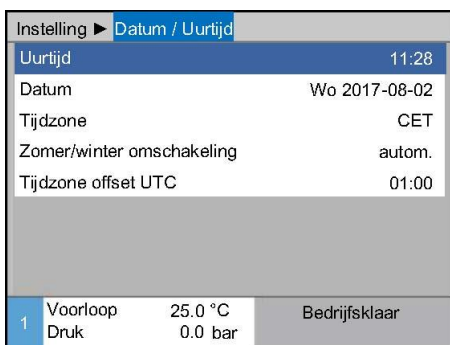 Instelling ► Datum / Uurtijd
Uurtijd 11:28
Datum Wo 2017-08-02
Tijdzone CET
Zomer/winter omschakeling autom.
Tijdzone offset UTC 01:00
1 Voorloop 25.0 °C Bedrijfsklaar
Druk 0.0 bar